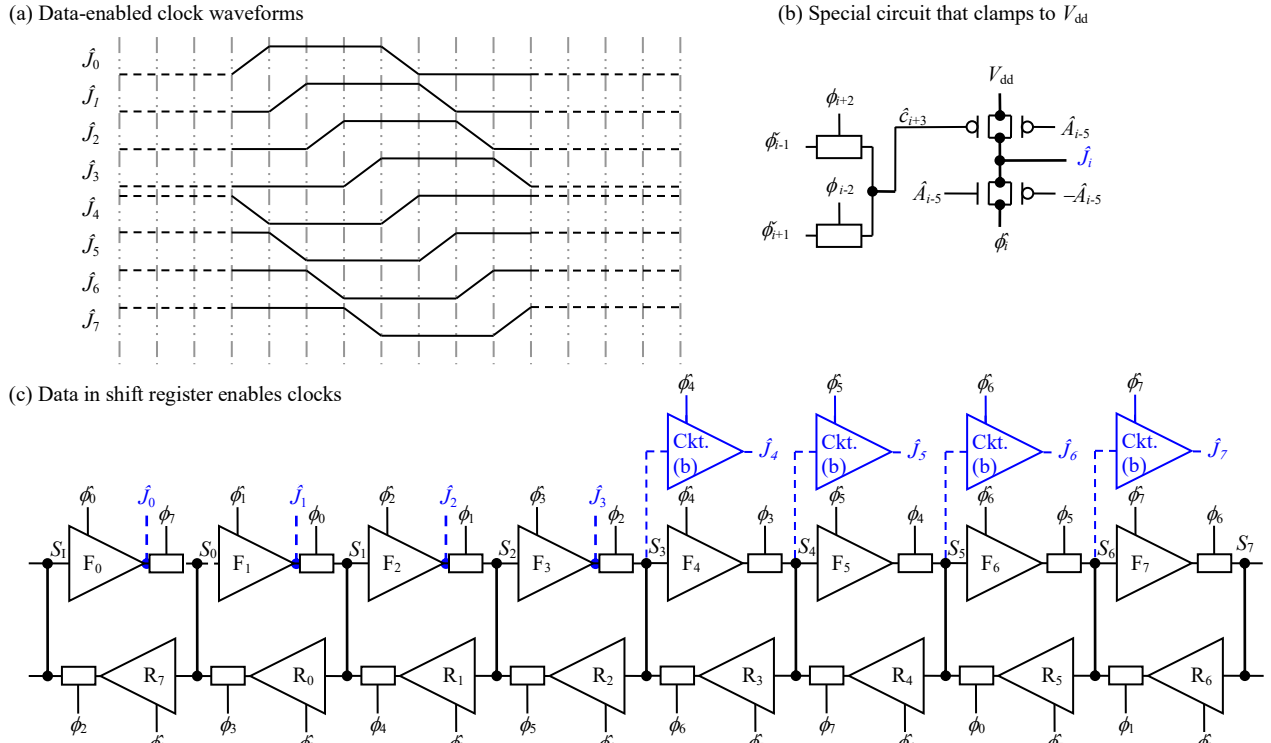 (a) Data-enabled clock waveforms
Ĵ0
Ĵ1
Ĵ2
Ĵ3
Ĵ4
Ĵ5
Ĵ6
Ĵ7
(b) Special circuit that clamps to Vdd
Vdd
ϕi+2
ĉi+3
ϕ̌i-1
Âi-5
Ĵi
ϕi-2
Âi-5
–Âi-5
ϕ̌i+1
ϕ̂i
(c) Data in shift register enables clocks
ϕ̂4 ϕ̂5 ϕ̂6 ϕ̂7
Ckt. (b) Ĵ4 Ckt. (b) Ĵ5 Ckt. (b) Ĵ6 Ckt. (b) Ĵ7
ϕ̂0 Ĵ0 ϕ7 ϕ̂1 Ĵ1 ϕ0 ϕ̂2 Ĵ2 ϕ1 ϕ̂3 Ĵ3 ϕ2 ϕ̂4 ϕ3 ϕ̂5 ϕ4 ϕ̂6 ϕ5 ϕ̂7 ϕ6
SI F0 S0 F1 S1 F2 S2 F3 S3 F4 S4 F5 S5 F6 S6 F7 S7
R7 R0 R1 R2 R3 R4 R5 R6
ϕ2 ϕ3 ϕ4 ϕ5 ϕ6 ϕ7 ϕ0 ϕ1